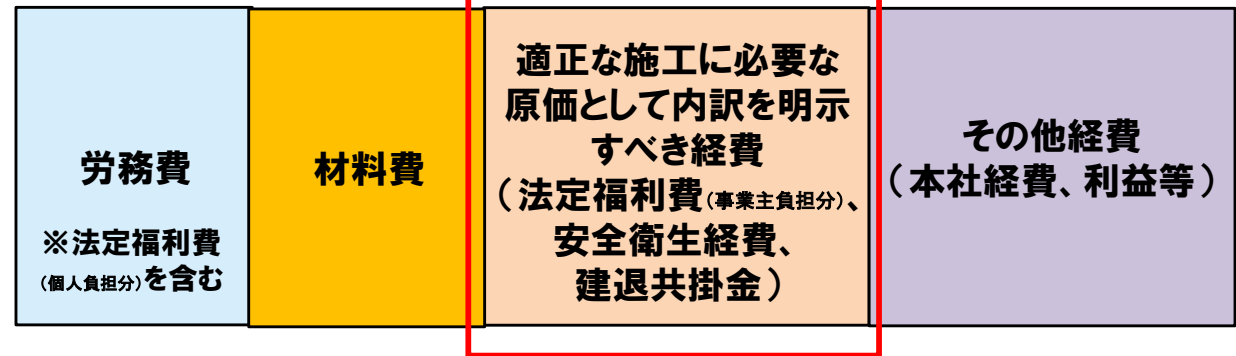 労務費
※法定福利費
（個人負担分）を含む
材料費
適正な施工に必要な
原価として内訳を明示
すべき経費
（法定福利費（事業主負担分）、
安全衛生経費、
建退共掛金）
その他経費
（本社経費、利益等）